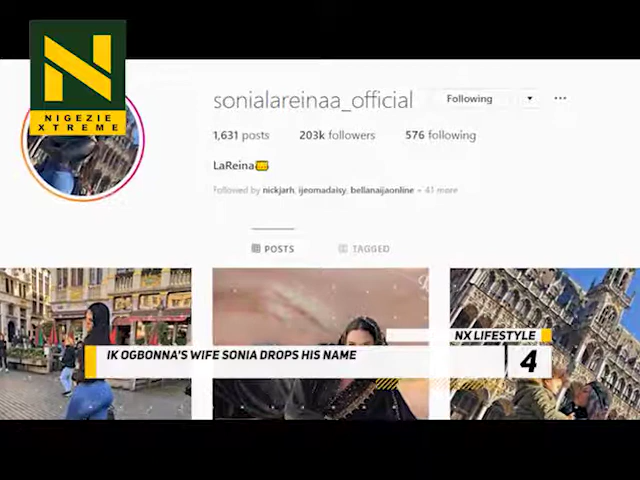 NIGEZIE
XTREME
sonialareinaa_official
Following
1,631 posts 203k followers 576 following
LaReina
Followed by nickjarh, ijeomadaisy, bellanaijaonline + 41 more
POSTS TAGGED
NX LIFESTYLE
IK OGBONNA'S WIFE SONIA DROPS HIS NAME
4